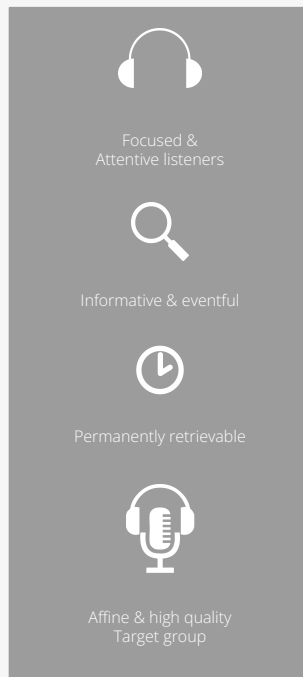 Focused &
Attentive listeners
Informative & eventful
Permanently retrievable
Affine & high quality
Target group